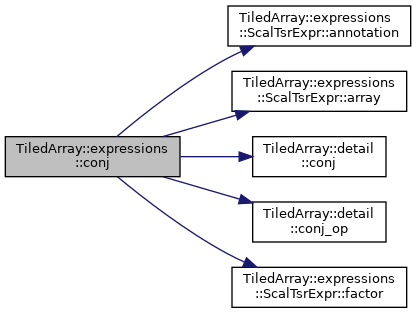 TiledArray::expressions
::ScalTsrExpr::annotation
TiledArray::expressions
::ScalTsrExpr::array
TiledArray::expressions
::conj
TiledArray::detail
::conj
TiledArray::detail
::conj_op
TiledArray::expressions
::ScalTsrExpr::factor